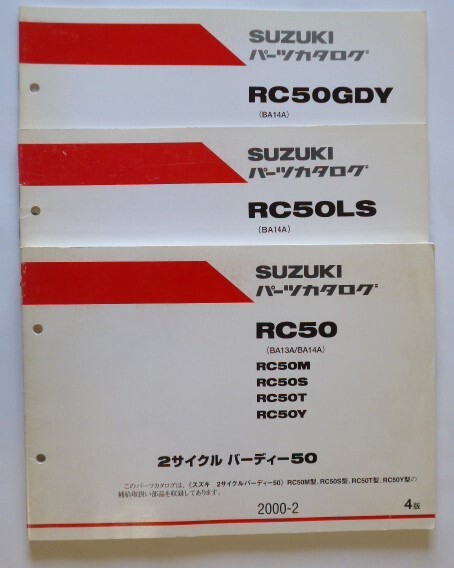 SUZUKI
パーツカタログ
RC50GDY
(BA14A)
SUZUKI
パーツカタログ
RC50LS
(BA14A)
SUZUKI
パーツカタログ
RC50
(BA13A/BA14A)
RC50M
RC50S
RC50T
RC50Y
2サイクル バーディー50
このパーツカタログは、《スズキ 2サイクルバーディー50》RC50M型、RC50S型、RC50T型、RC50Y型の
補給取扱い部品を収録してあります。
2000-2
4版